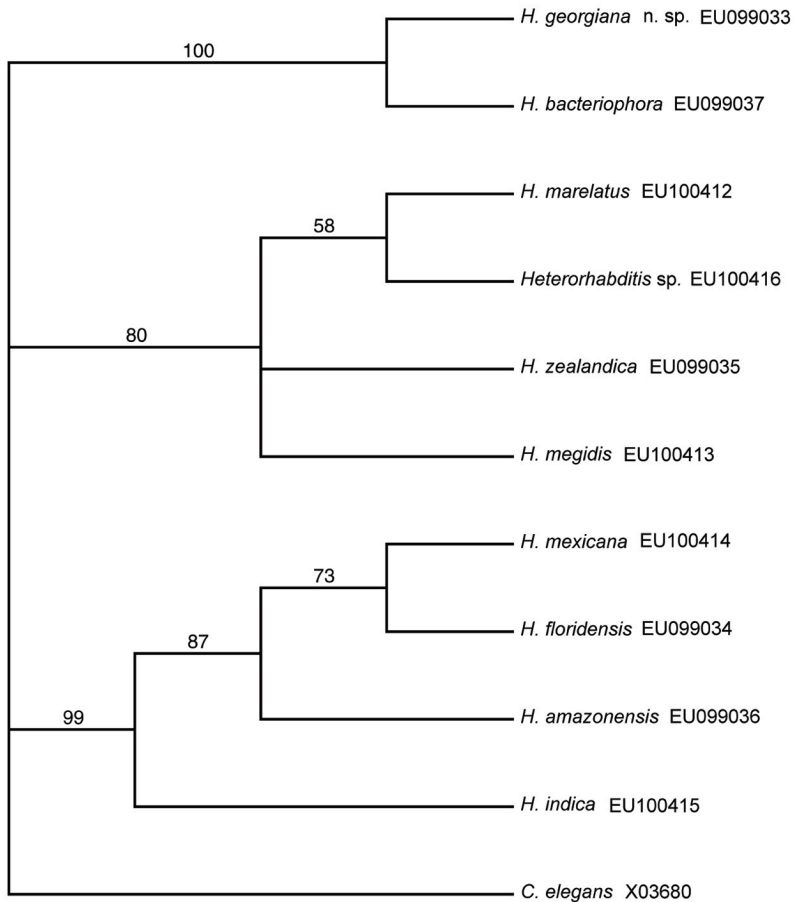 H. georgiana n. sp. EU099033
100
H. bacteriophora EU099037
H. marelatus EU100412
58
Heterorhabditis sp. EU100416
80
H. zealandica EU099035
H. megidis EU100413
H. mexicana EU100414
73
H. floridensis EU099034
87
H. amazonensis EU099036
99
H. indica EU100415
C. elegans X03680